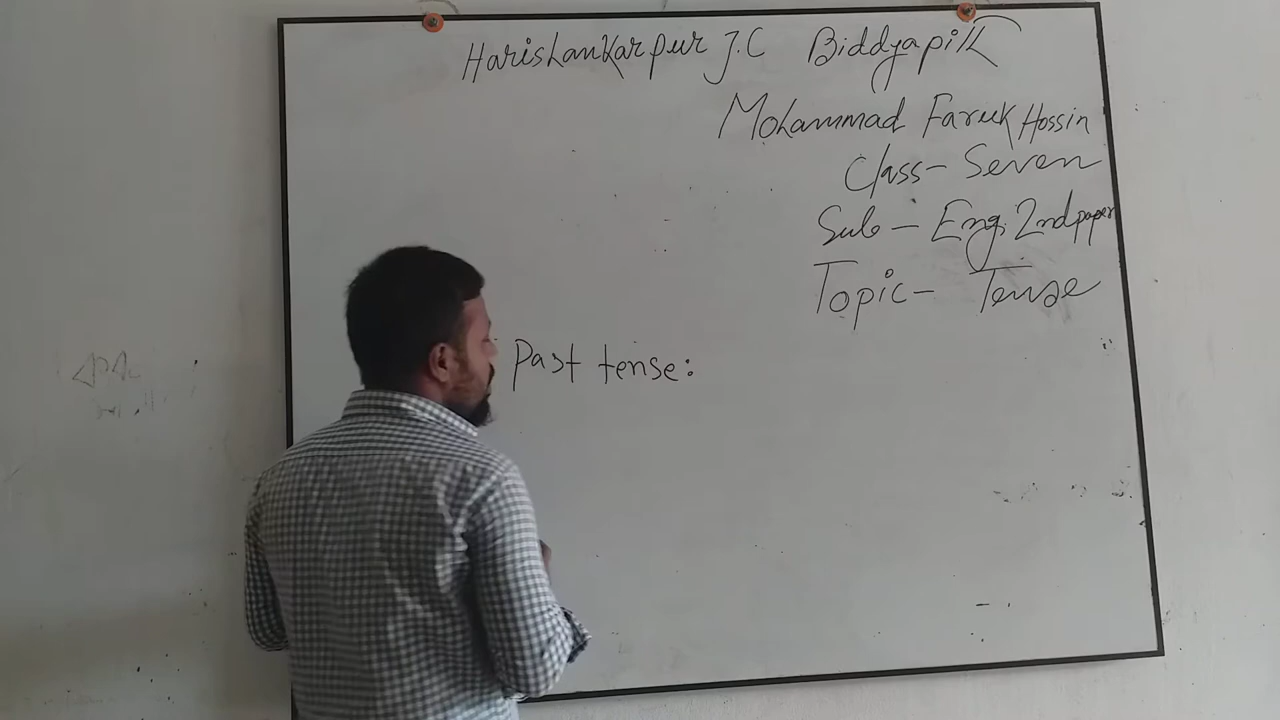 Harishankarpur J.C Biddyapith
Mohammad Faruk Hossin
Class- Seven
Sub - Eng. 2nd paper
Topic- Tense
Past tense: